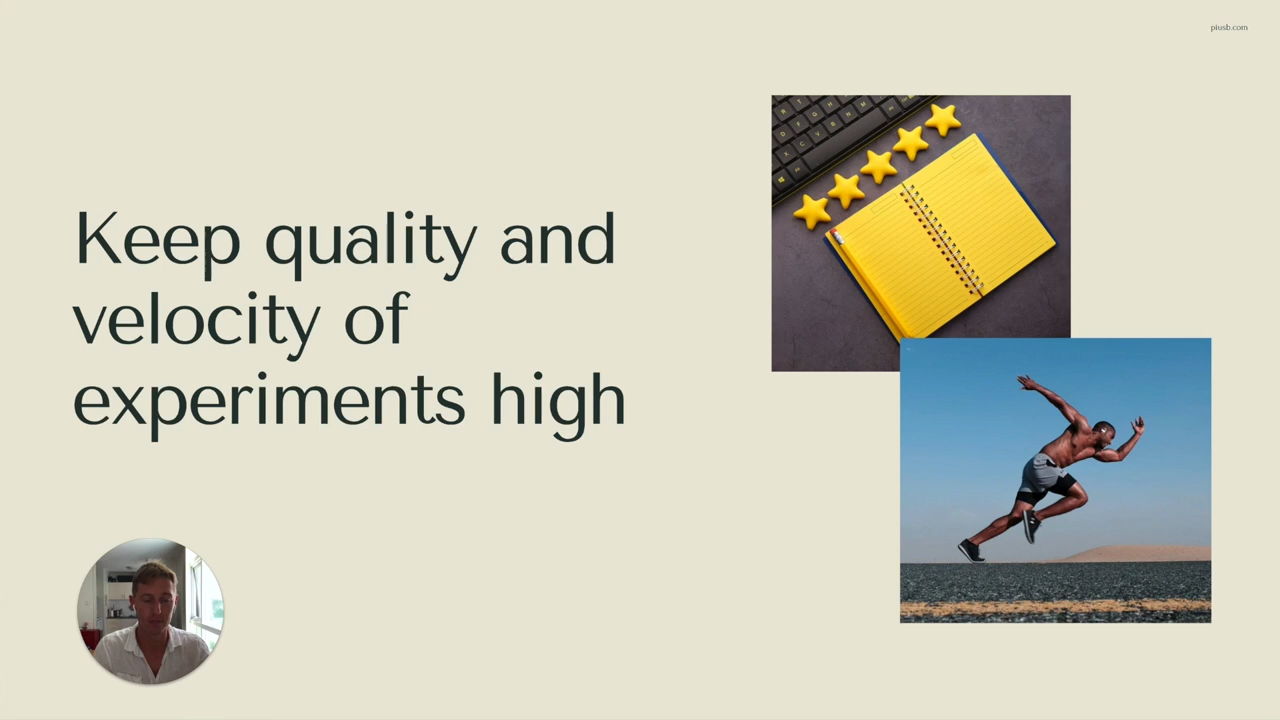 piusb.com
Keep quality and
velocity of
experiments high